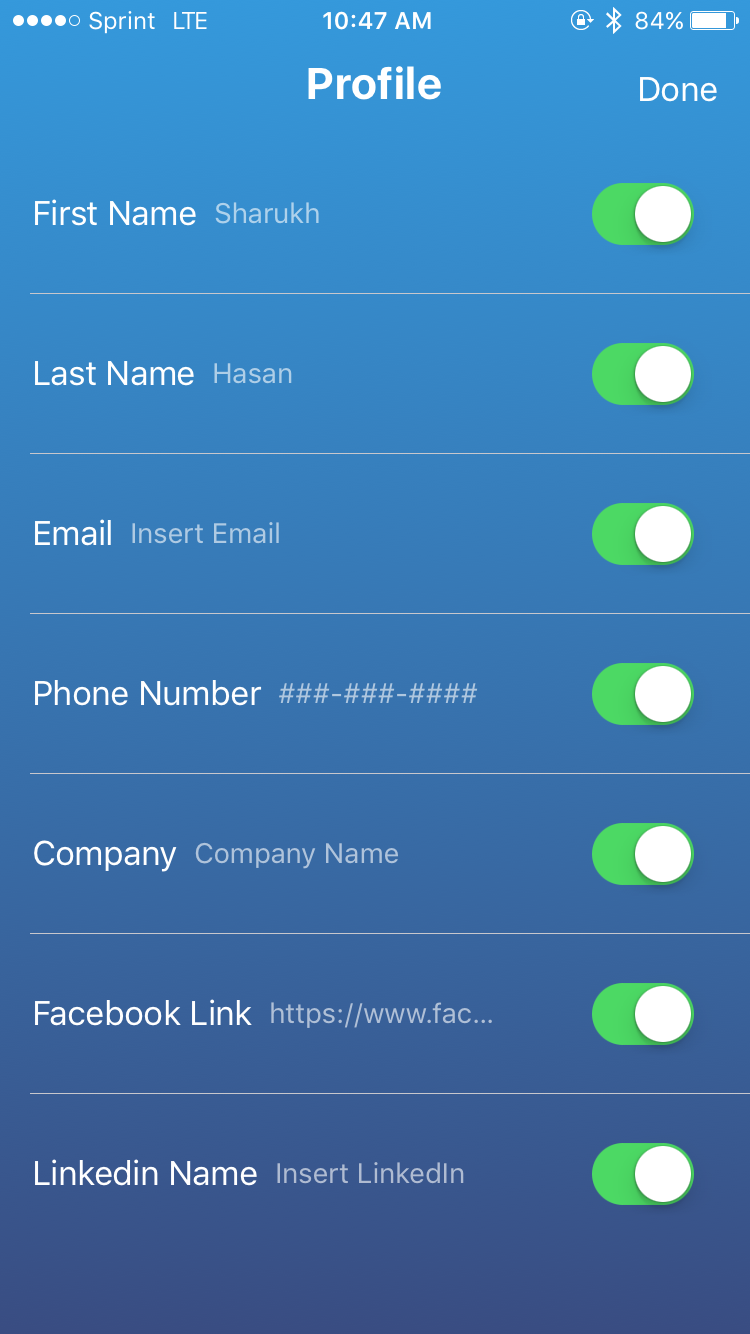 Sprint LTE 10:47 AM 84%
Profile
Done
First Name Sharukh
Last Name Hasan
Email Insert Email
Phone Number ###-###-####
Company Company Name
Facebook Link https://www.fac...
Linkedin Name Insert LinkedIn